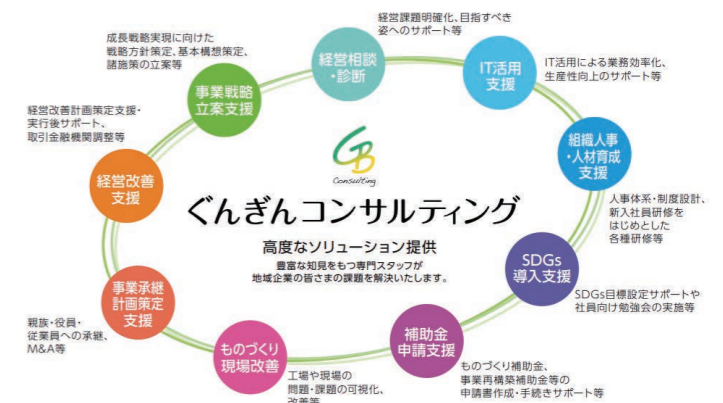 経営課題明確化、目指すべき
姿へのサポート等
経営相談
・診断
IT活用
支援
IT活用による業務効率化、
生産性向上のサポート等
組織人事
・人材育成
支援
人事体系・制度設計、
新入社員研修を
はじめとした
各種研修等
SDGs
導入支援
SDGs目標設定サポートや
社員向け勉強会の実施等
補助金
申請支援
ものづくり補助金、
事業再構築補助金等の
申請書作成・手続きサポート等
ものづくり
現場改善
工場や現場の
問題・課題の可視化、
改善等
事業承継
計画策定
支援
親族・役員・
従業員への承継、
M&A等
経営改善
支援
経営改善計画策定支援・
実行後サポート、
取引金融機関調整等
事業戦略
立案支援
成長戦略実現に向けた
戦略方針策定、基本構想策定、
諸施策の立案等
GB
Consulting
ぐんぎんコンサルティング
高度なソリューション提供
豊富な知見をもつ専門スタッフが
地域企業の皆さまの課題を解決いたします。